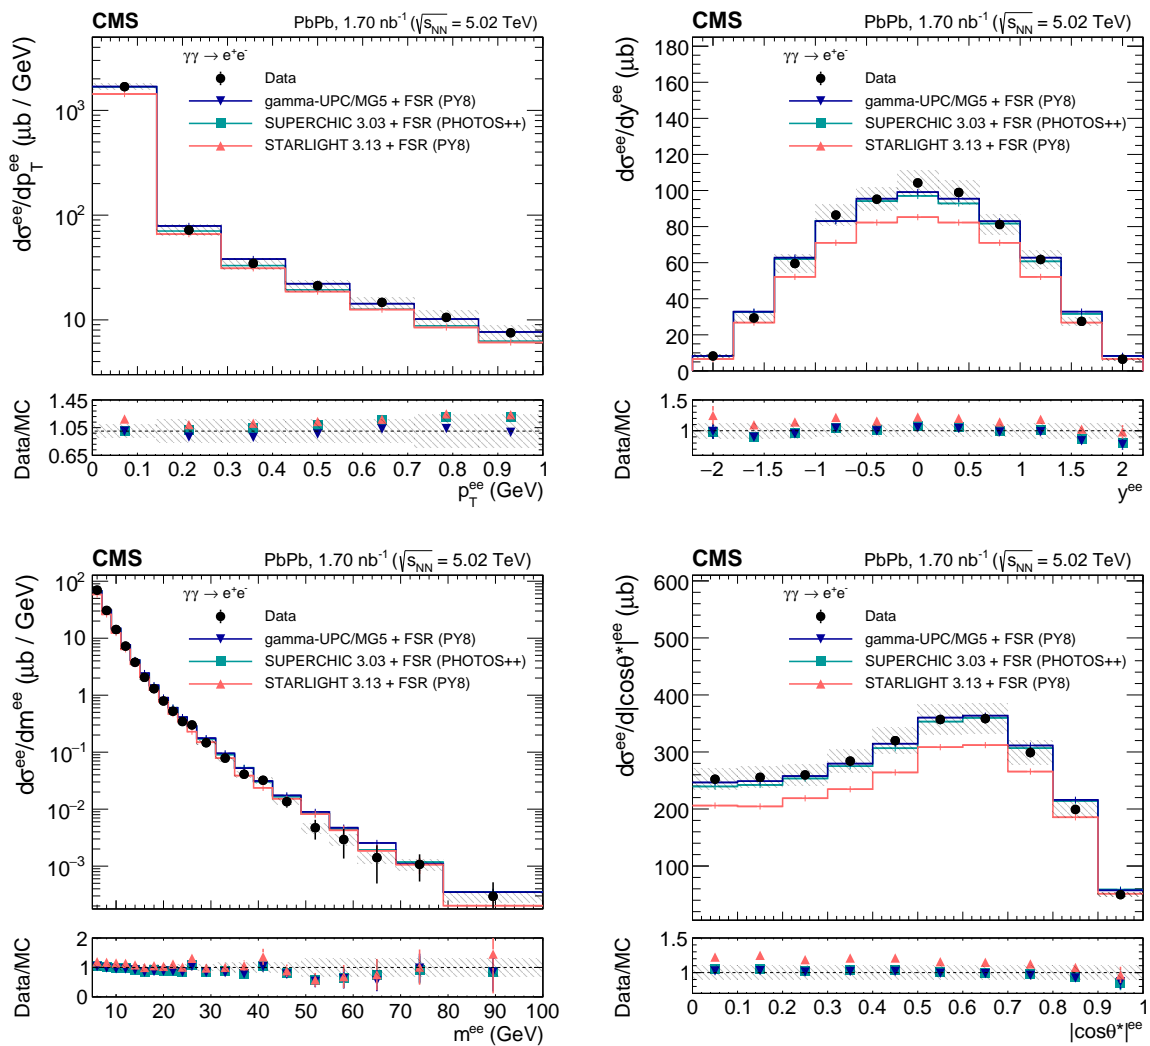 CMS PbPb, 1.70 nb⁻¹ (√sNN = 5.02 TeV)
dσᵉᵉ/dpTᵉᵉ (μb / GeV)
γγ → e⁺e⁻
Data
gamma-UPC/MG5 + FSR (PY8)
SUPERCHIC 3.03 + FSR (PHOTOS++)
STARLIGHT 3.13 + FSR (PY8)
10³
10²
10
Data/MC
1.45
1.05
0.65
0 0.1 0.2 0.3 0.4 0.5 0.6 0.7 0.8 0.9 1
pTᵉᵉ (GeV)
CMS PbPb, 1.70 nb⁻¹ (√sNN = 5.02 TeV)
dσᵉᵉ/dyᵉᵉ (μb)
γγ → e⁺e⁻
Data
gamma-UPC/MG5 + FSR (PY8)
SUPERCHIC 3.03 + FSR (PHOTOS++)
STARLIGHT 3.13 + FSR (PY8)
180
160
140
120
100
80
60
40
20
0
Data/MC
1.5
1
−2 −1.5 −1 −0.5 0 0.5 1 1.5 2
yᵉᵉ
CMS PbPb, 1.70 nb⁻¹ (√sNN = 5.02 TeV)
dσᵉᵉ/dmᵉᵉ (μb / GeV)
γγ → e⁺e⁻
Data
gamma-UPC/MG5 + FSR (PY8)
SUPERCHIC 3.03 + FSR (PHOTOS++)
STARLIGHT 3.13 + FSR (PY8)
10²
10
1
10⁻¹
10⁻²
10⁻³
Data/MC
2
1
0
10 20 30 40 50 60 70 80 90 100
mᵉᵉ (GeV)
CMS PbPb, 1.70 nb⁻¹ (√sNN = 5.02 TeV)
dσᵉᵉ/d|cosθ*|ᵉᵉ (μb)
γγ → e⁺e⁻
Data
gamma-UPC/MG5 + FSR (PY8)
SUPERCHIC 3.03 + FSR (PHOTOS++)
STARLIGHT 3.13 + FSR (PY8)
600
500
400
300
200
100
Data/MC
1.5
1
0 0.1 0.2 0.3 0.4 0.5 0.6 0.7 0.8 0.9 1
|cosθ*|ᵉᵉ